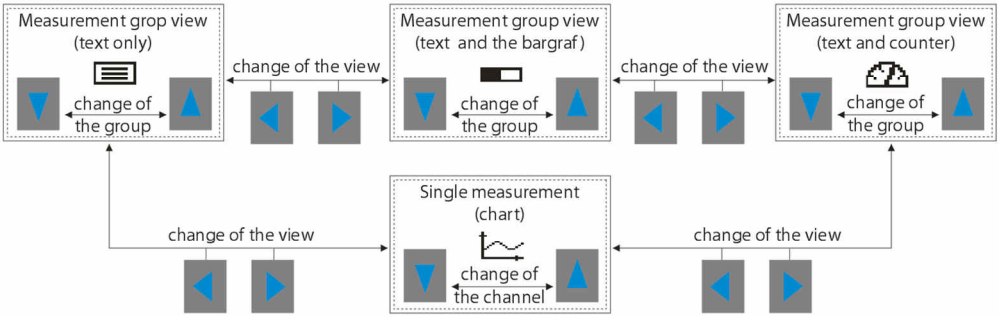 Measurement grop view
(text only)
change of
the group
change of the view
Measurement group view
(text  and the bargraf)
change of
the group
change of the view
Measurement group view
(text and counter)
change of
the group
change of the view
Single measurement
(chart)
change of
the channel
change of the view